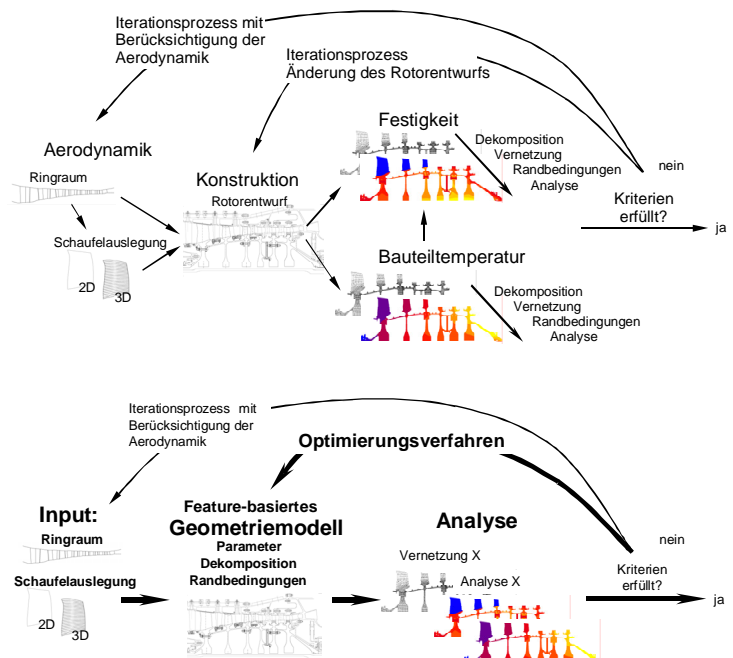 Iterationsprozess mit
Berücksichtigung der
Aerodynamik
Iterationsprozess
Änderung des Rotorentwurfs
Aerodynamik
Ringraum
Schaufelauslegung
2D
3D
Konstruktion
Rotorentwurf
Festigkeit
Dekomposition
Vernetzung
Randbedingungen
Analyse
Bauteiltemperatur
Dekomposition
Vernetzung
Randbedingungen
Analyse
nein
Kriterien
erfüllt?
ja
Iterationsprozess mit
Berücksichtigung der
Aerodynamik
Optimierungsverfahren
Input:
Ringraum
Schaufelauslegung
2D
3D
Feature-basiertes
Geometriemodell
Parameter
Dekomposition
Randbedingungen
Analyse
Vernetzung X
Analyse X
nein
Kriterien
erfüllt?
ja